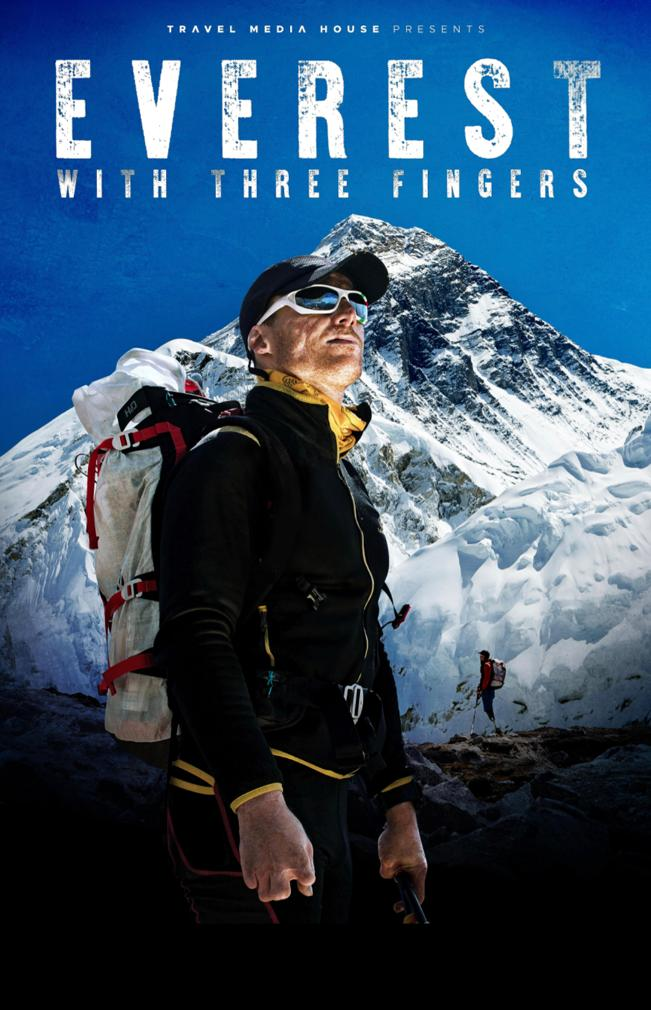 TRAVEL MEDIA HOUSE PRESENTS
EVEREST
WITH THREE FINGERS